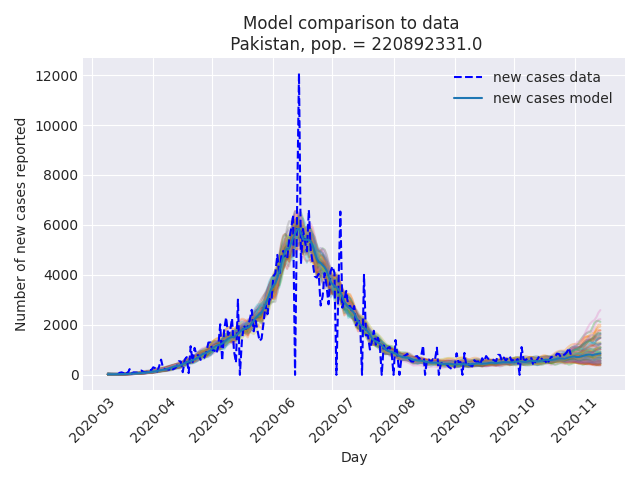 Model comparison to data
Pakistan, pop. = 220892331.0
new cases data
new cases model
Number of new cases reported
12000
10000
8000
6000
4000
2000
0
2020-03
2020-04
2020-05
2020-06
2020-07
2020-08
2020-09
2020-10
2020-11
Day